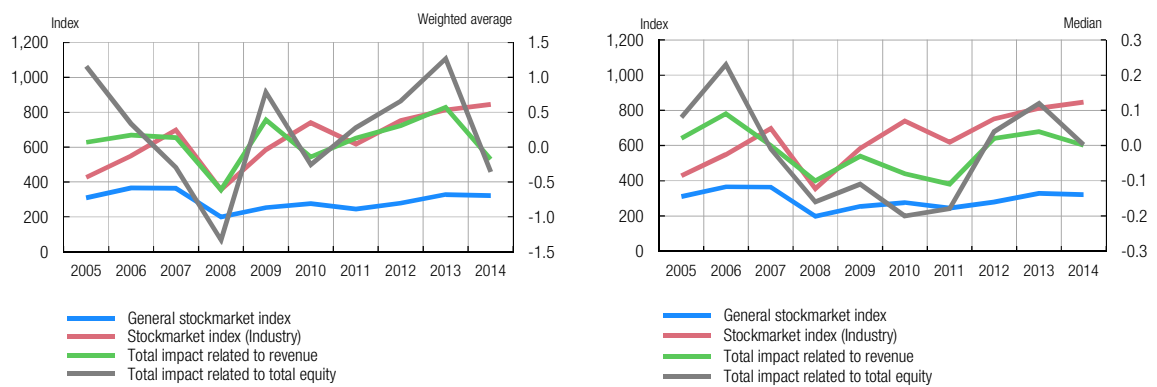 Index Weighted average
1,200 1.5
1,000 1.0
800 0.5
600 0.0
400 -0.5
200 -1.0
0 -1.5
2005 2006 2007 2008 2009 2010 2011 2012 2013 2014
General stockmarket index
Stockmarket index (Industry)
Total impact related to revenue
Total impact related to total equity
Index Median
1,200 0.3
1,000 0.2
800 0.1
600 0.0
400 -0.1
200 -0.2
0 -0.3
2005 2006 2007 2008 2009 2010 2011 2012 2013 2014
General stockmarket index
Stockmarket index (Industry)
Total impact related to revenue
Total impact related to total equity